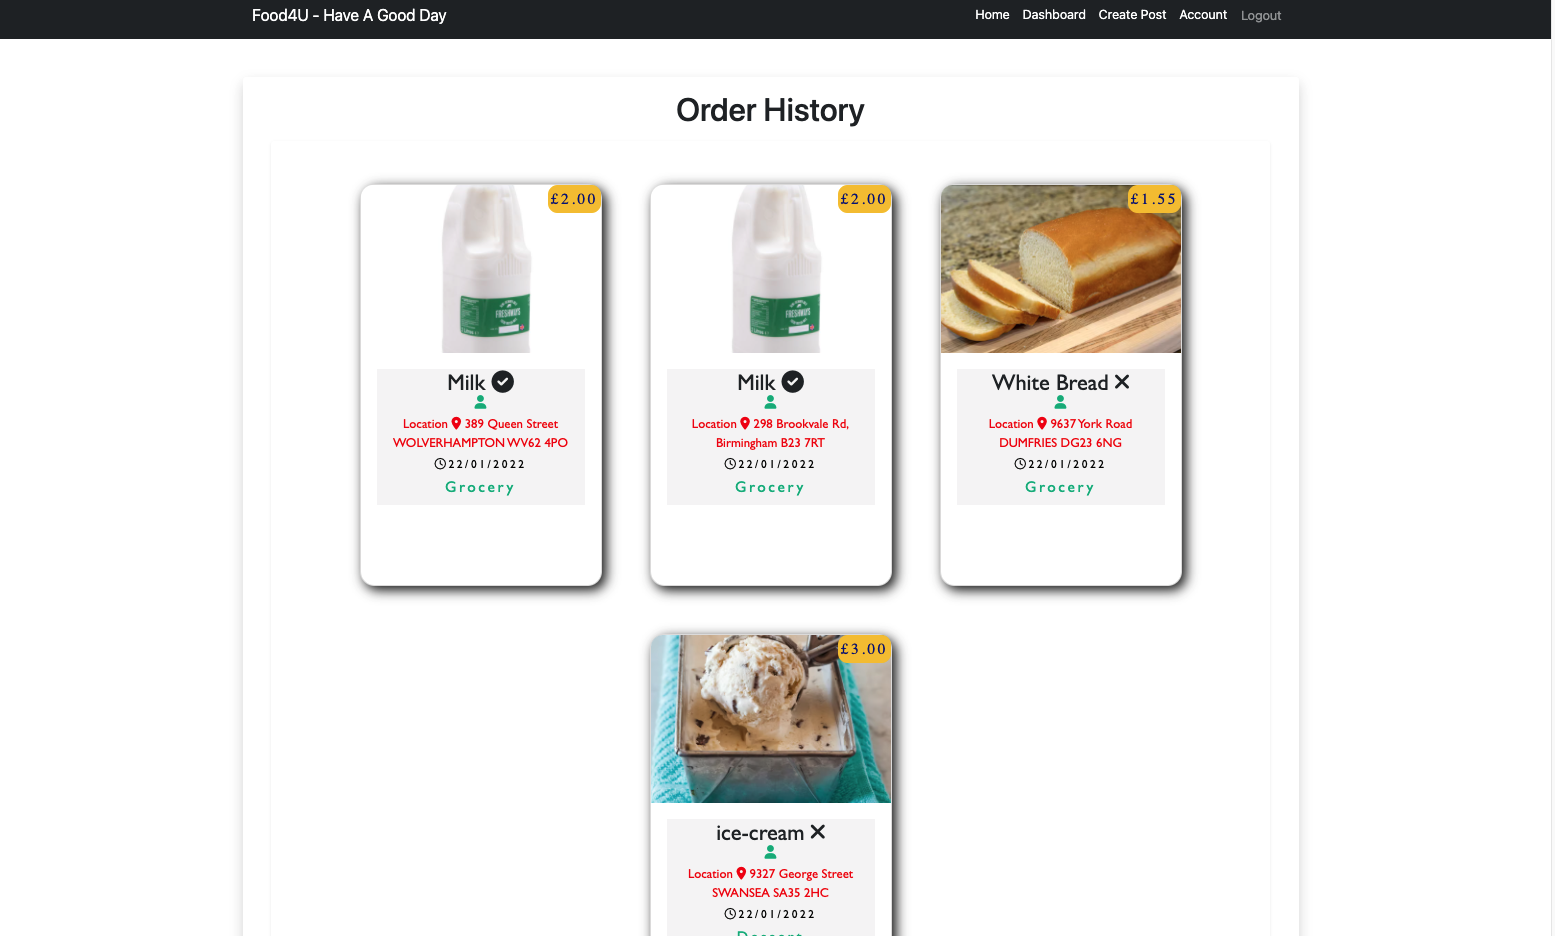 Food4U - Have A Good Day
Home Dashboard Create Post Account Logout
Order History
£2.00
FRESHWAYS
Milk
Location 389 Queen Street
WOLVERHAMPTON WV62 4PO
22/01/2022
Grocery
£2.00
FRESHWAYS
Milk
Location 298 Brookvale Rd,
Birmingham B23 7RT
22/01/2022
Grocery
£1.55
White Bread
Location 9637 York Road
DUMFRIES DG23 6NG
22/01/2022
Grocery
£3.00
ice-cream
Location 9327 George Street
SWANSEA SA35 2HC
22/01/2022
Dessert